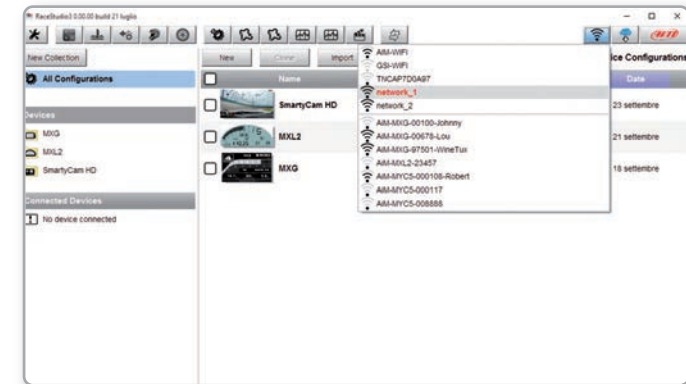 RaceStudio3 0.00.00 build 21 luglio
New Collection
New
Clone
Import
ice Configurations
All Configurations
Name
Date
SmartyCam HD
23 settembre
MXL2
21 settembre
MXG
18 settembre
Devices
MXG
MXL2
SmartyCam HD
Connected Devices
No device connected
AiM-WIFI
GSI-WIFI
TNCAP7D0A97
network_1
network_2
AiM-MXG-00100-Johnny
AiM-MXG-00678-Lou
AiM-MXG-97501-WineTux
AiM-MXL2-23457
AiM-MYC5-000108-Robert
AiM-MYC5-000117
AiM-MYC5-008888